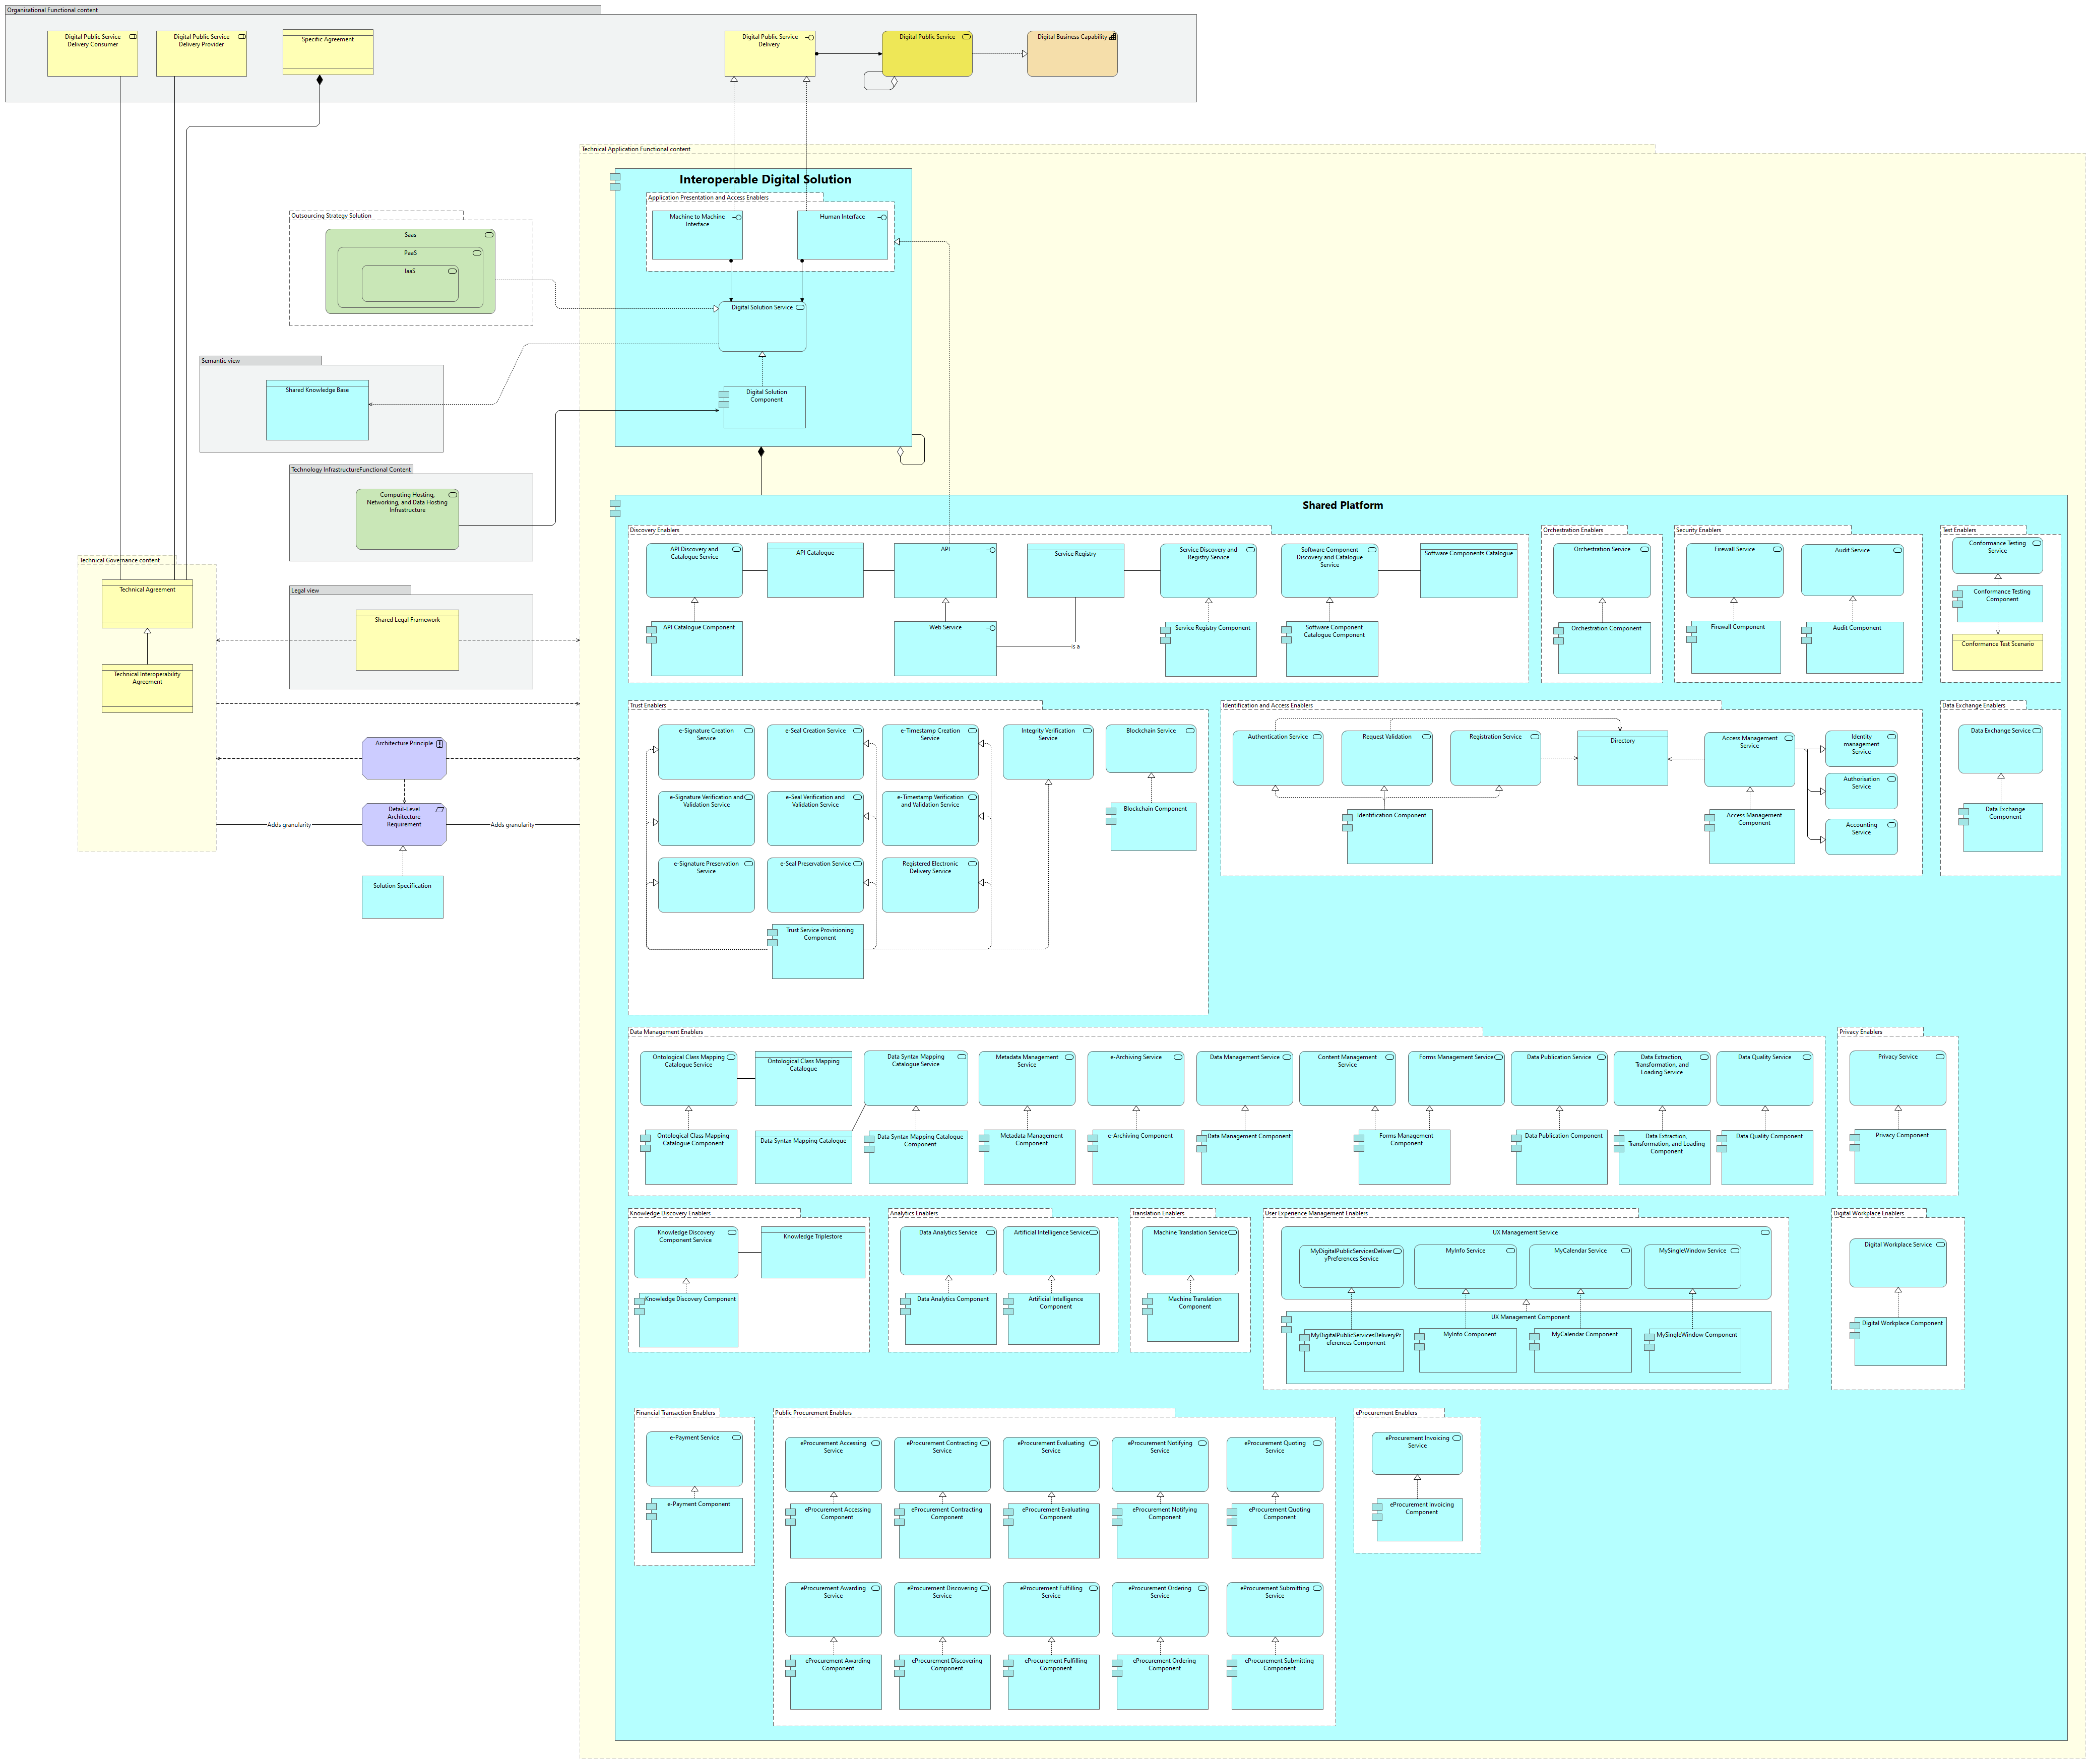 Organisational Functional content
Digital Public Service
Delivery Consumer
Digital Public Service
Delivery Provider
Specific Agreement
Digital Public Service
Delivery
Digital Public Service
Digital Business Capability
Technical Application Functional content
Interoperable Digital Solution
Application Presentation and Access Enablers
Machine to Machine
Interface
Human Interface
Outsourcing Strategy Solution
Saas
PaaS
IaaS
Digital Solution Service
Semantic view
Shared Knowledge Base
Digital Solution
Component
Technology InfrastructureFunctional Content
Computing Hosting,
Networking, and Data Hosting
Infrastructure
Technical Governance content
Technical Agreement
Technical Interoperability
Agreement
Legal view
Shared Legal Framework
Architecture Principle
Detail-Level
Architecture
Requirement
Adds granularity
Adds granularity
Solution Specification
Shared Platform
Discovery Enablers
API Discovery and
Catalogue Service
API Catalogue
API
Service Registry
Service Discovery and
Registry Service
Software Component
Discovery and Catalogue
Service
Software Components Catalogue
API Catalogue Component
Web Service
is a
Service Registry Component
Software Component
Catalogue Component
Orchestration Enablers
Orchestration Service
Orchestration Component
Security Enablers
Firewall Service
Audit Service
Firewall Component
Audit Component
Test Enablers
Conformance Testing
Service
Conformance Testing
Component
Conformance Test Scenario
Trust Enablers
e-Signature Creation
Service
e-Seal Creation Service
e-Timestamp Creation
Service
Integrity Verification
Service
Blockchain Service
e-Signature Verification and
Validation Service
e-Seal Verification and
Validation Service
e-Timestamp Verification
and Validation Service
Blockchain Component
e-Signature Preservation
Service
e-Seal Preservation Service
Registered Electronic
Delivery Service
Trust Service Provisioning
Component
Identification and Access Enablers
Authentication Service
Request Validation
Registration Service
Directory
Access Management
Service
Identity
management
Service
Authorisation
Service
Accounting
Service
Identification Component
Access Management
Component
Data Exchange Enablers
Data Exchange Service
Data Exchange
Component
Data Management Enablers
Ontological Class Mapping
Catalogue Service
Ontological Class Mapping
Catalogue
Data Syntax Mapping
Catalogue Service
Metadata Management
Service
e-Archiving Service
Data Management Service
Content Management
Service
Forms Management Service
Data Publication Service
Data Extraction,
Transformation, and
Loading Service
Data Quality Service
Ontological Class Mapping
Catalogue Component
Data Syntax Mapping Catalogue
Data Syntax Mapping Catalogue
Component
Metadata Management
Component
e-Archiving Component
Data Management Component
Forms Management
Component
Data Publication Component
Data Extraction,
Transformation, and Loading
Component
Data Quality Component
Privacy Enablers
Privacy Service
Privacy Component
Knowledge Discovery Enablers
Knowledge Discovery
Component Service
Knowledge Triplestore
Knowledge Discovery Component
Analytics Enablers
Data Analytics Service
Artificial Intelligence Service
Data Analytics Component
Artificial Intelligence
Component
Translation Enablers
Machine Translation Service
Machine Translation
Component
User Experience Management Enablers
UX Management Service
MyDigitalPublicServicesDeliver
yPreferences Service
MyInfo Service
MyCalendar Service
MySingleWindow Service
UX Management Component
MyDigitalPublicServicesDeliveryPr
eferences Component
MyInfo Component
MyCalendar Component
MySingleWindow Component
Digital Workplace Enablers
Digital Workplace Service
Digital Workplace Component
Financial Transaction Enablers
e-Payment Service
e-Payment Component
Public Procurement Enablers
eProcurement Accessing
Service
eProcurement Contracting
Service
eProcurement Evaluating
Service
eProcurement Notifying
Service
eProcurement Quoting
Service
eProcurement Accessing
Component
eProcurement Contracting
Component
eProcurement Evaluating
Component
eProcurement Notifying
Component
eProcurement Quoting
Component
eProcurement Awarding
Service
eProcurement Discovering
Service
eProcurement Fulfilling
Service
eProcurement Ordering
Service
eProcurement Submitting
Service
eProcurement Awarding
Component
eProcurement Discovering
Component
eProcurement Fulfilling
Component
eProcurement Ordering
Component
eProcurement Submitting
Component
eProcurement Enablers
eProcurement Invoicing
Service
eProcurement Invoicing
Component